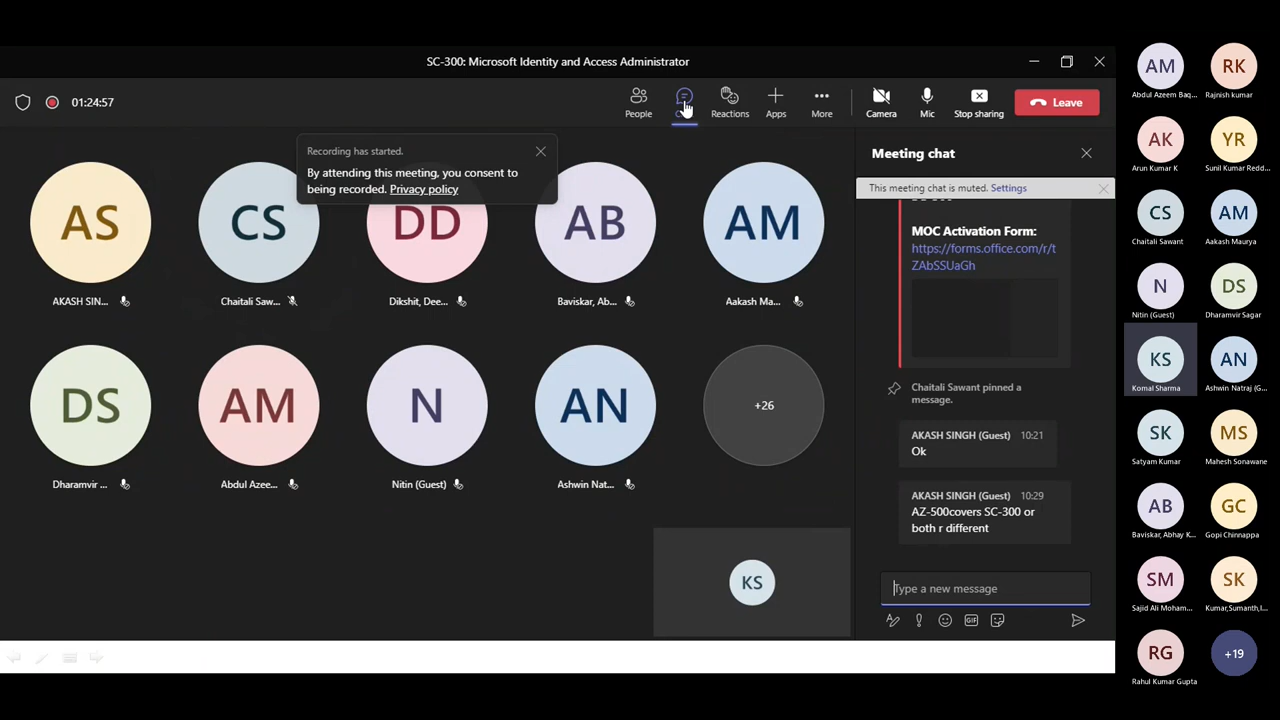 SC-300: Microsoft Identity and Access Administrator
01:24:57
People
Reactions
Apps
More
Camera
Mic
Stop sharing
Leave
Recording has started.
By attending this meeting, you consent to
being recorded. Privacy policy
AS
CS
DD
AB
AM
AKASH SIN...
Chaitali Saw...
Dikshit, Dee...
Baviskar, Ab...
Aakash Ma...
DS
AM
N
AN
+26
Dharamvir ...
Abdul Azee...
Nitin (Guest)
Ashwin Nat...
KS
Meeting chat
This meeting chat is muted. Settings
MOC Activation Form:
https://forms.office.com/r/t
ZAbSSUaGh
Chaitali Sawant pinned a
message.
AKASH SINGH (Guest) 10:21
Ok
AKASH SINGH (Guest) 10:29
AZ-500covers SC-300 or
both r different
Type a new message
GIF
AM
RK
Abdul Azeem Baq...
Rajnish kumar
AK
YR
Arun Kumar K
Sunil Kumar Redd...
CS
AM
Chaitali Sawant
Aakash Maurya
N
DS
Nitin (Guest)
Dharamvir Sagar
KS
AN
Komal Sharma
Ashwin Natraj (G...
SK
MS
Satyam Kumar
Mahesh Sonawane
AB
GC
Baviskar, Abhay K...
Gopi Chinnappa
SM
SK
Sajid Ali Moham...
Kumar,Sumanth,I...
RG
+19
Rahul Kumar Gupta